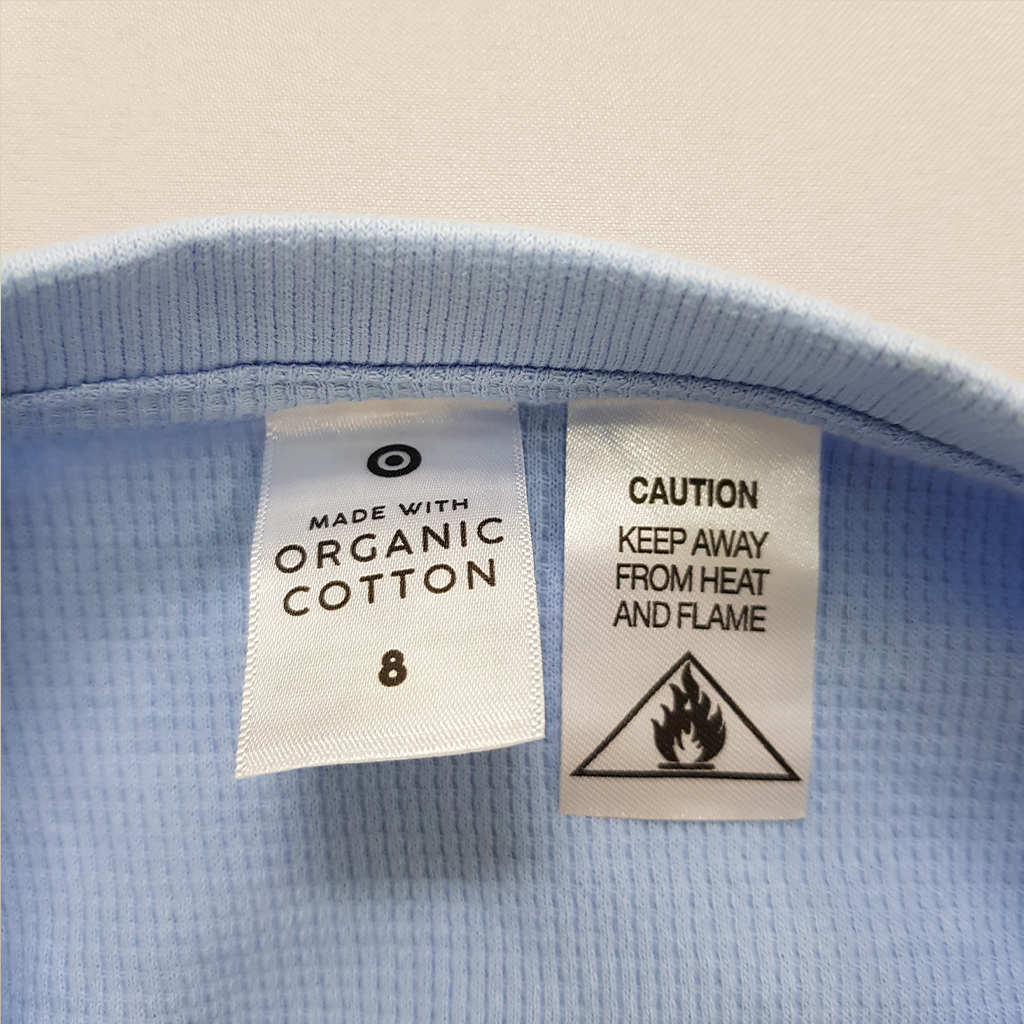 MADE WITH
ORGANIC
COTTON
8
CAUTION
KEEP AWAY
FROM HEAT
AND FLAME